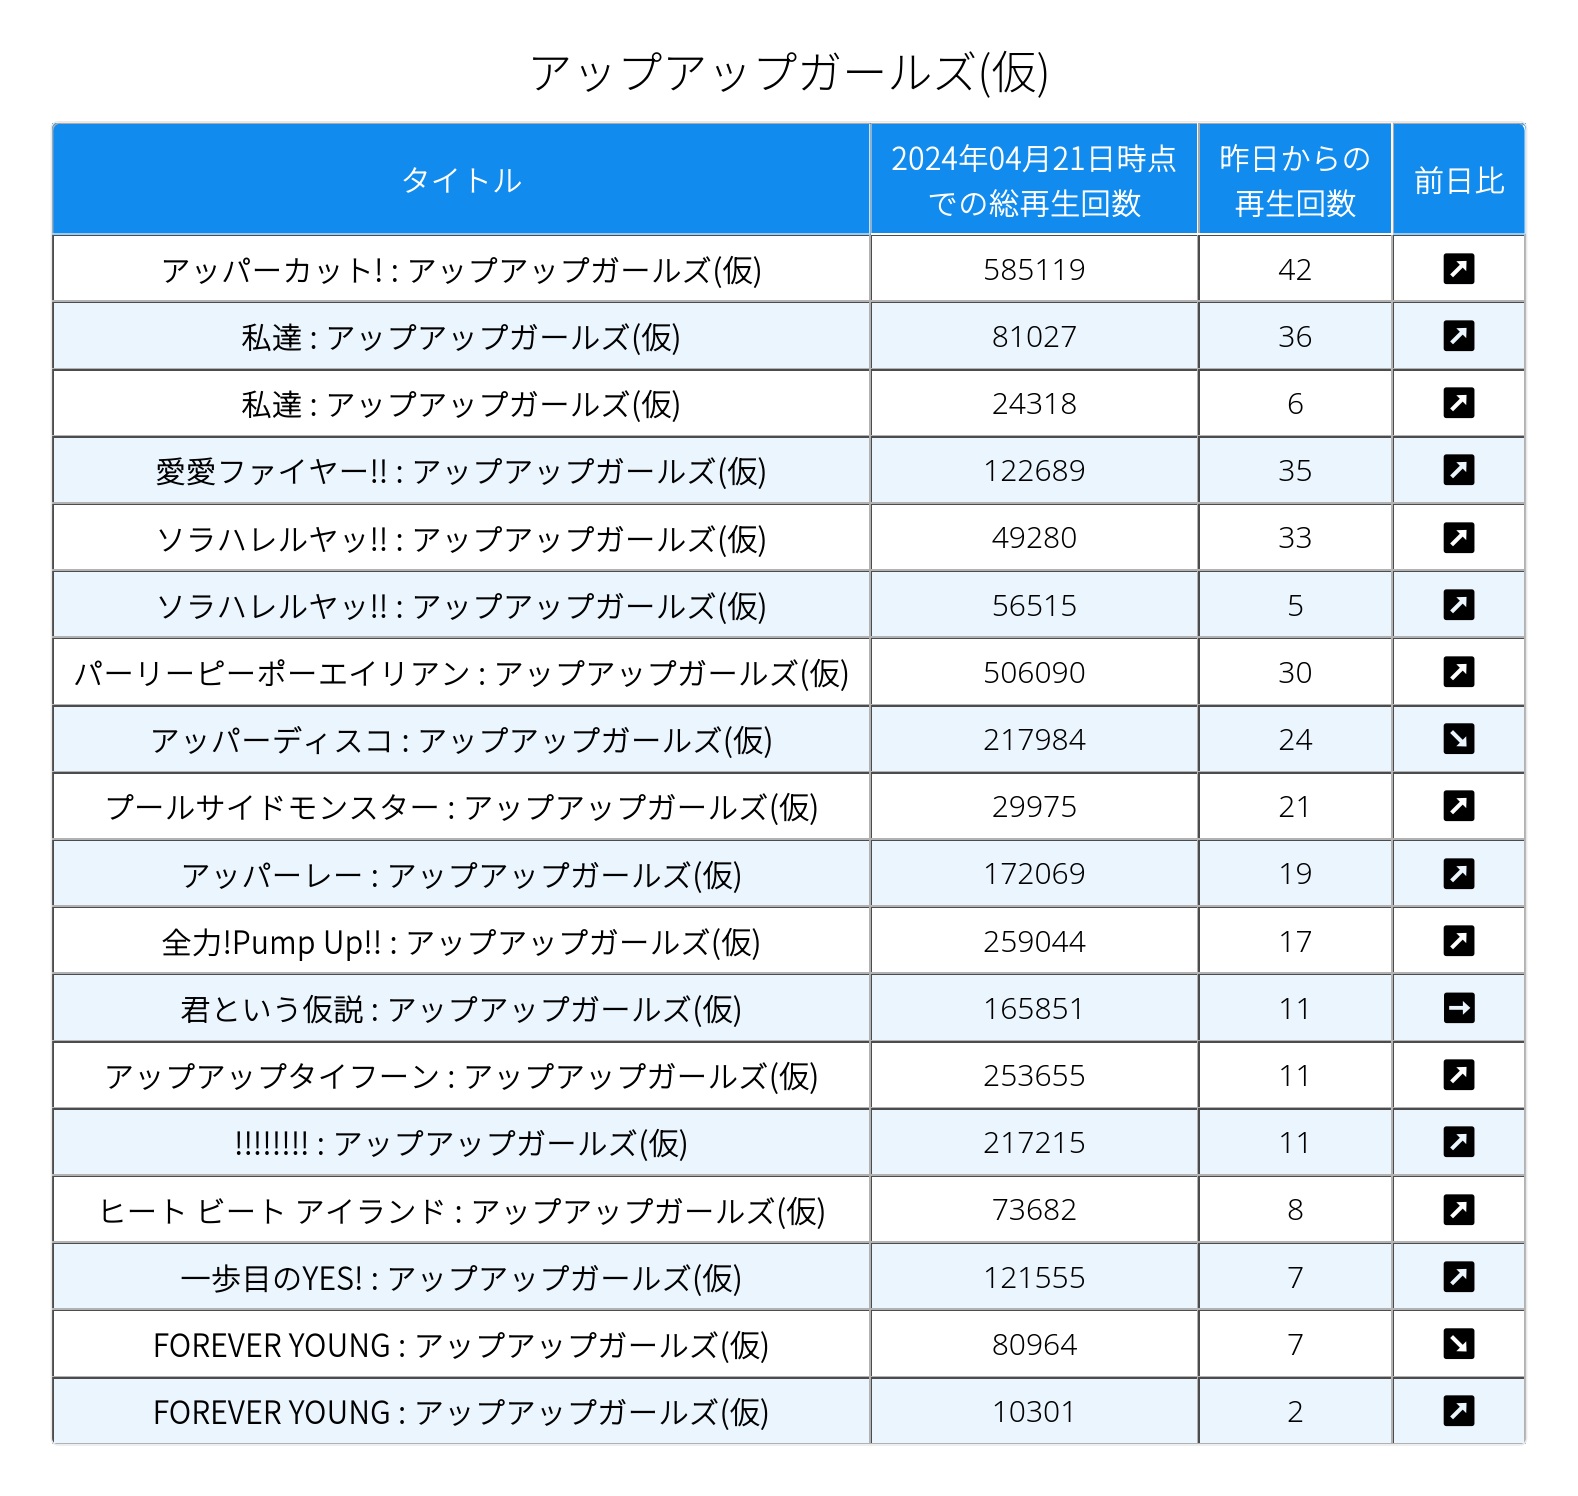 アップアップガールズ(仮)
タイトル
2024年04月21日時点
での総再生回数
昨日からの
再生回数
前日比
アッパーカット! : アップアップガールズ(仮) 585119 42 ↗
私達 : アップアップガールズ(仮) 81027 36 ↗
私達 : アップアップガールズ(仮) 24318 6 ↗
愛愛ファイヤー!! : アップアップガールズ(仮) 122689 35 ↗
ソラハレルヤッ!! : アップアップガールズ(仮) 49280 33 ↗
ソラハレルヤッ!! : アップアップガールズ(仮) 56515 5 ↗
パーリーピーポーエイリアン : アップアップガールズ(仮) 506090 30 ↗
アッパーディスコ : アップアップガールズ(仮) 217984 24 ↘
プールサイドモンスター : アップアップガールズ(仮) 29975 21 ↗
アッパーレー : アップアップガールズ(仮) 172069 19 ↗
全力!Pump Up!! : アップアップガールズ(仮) 259044 17 ↗
君という仮説 : アップアップガールズ(仮) 165851 11 →
アップアップタイフーン : アップアップガールズ(仮) 253655 11 ↗
!!!!!!!! : アップアップガールズ(仮) 217215 11 ↗
ヒート ビート アイランド : アップアップガールズ(仮) 73682 8 ↗
一歩目のYES! : アップアップガールズ(仮) 121555 7 ↗
FOREVER YOUNG : アップアップガールズ(仮) 80964 7 ↘
FOREVER YOUNG : アップアップガールズ(仮) 10301 2 ↗